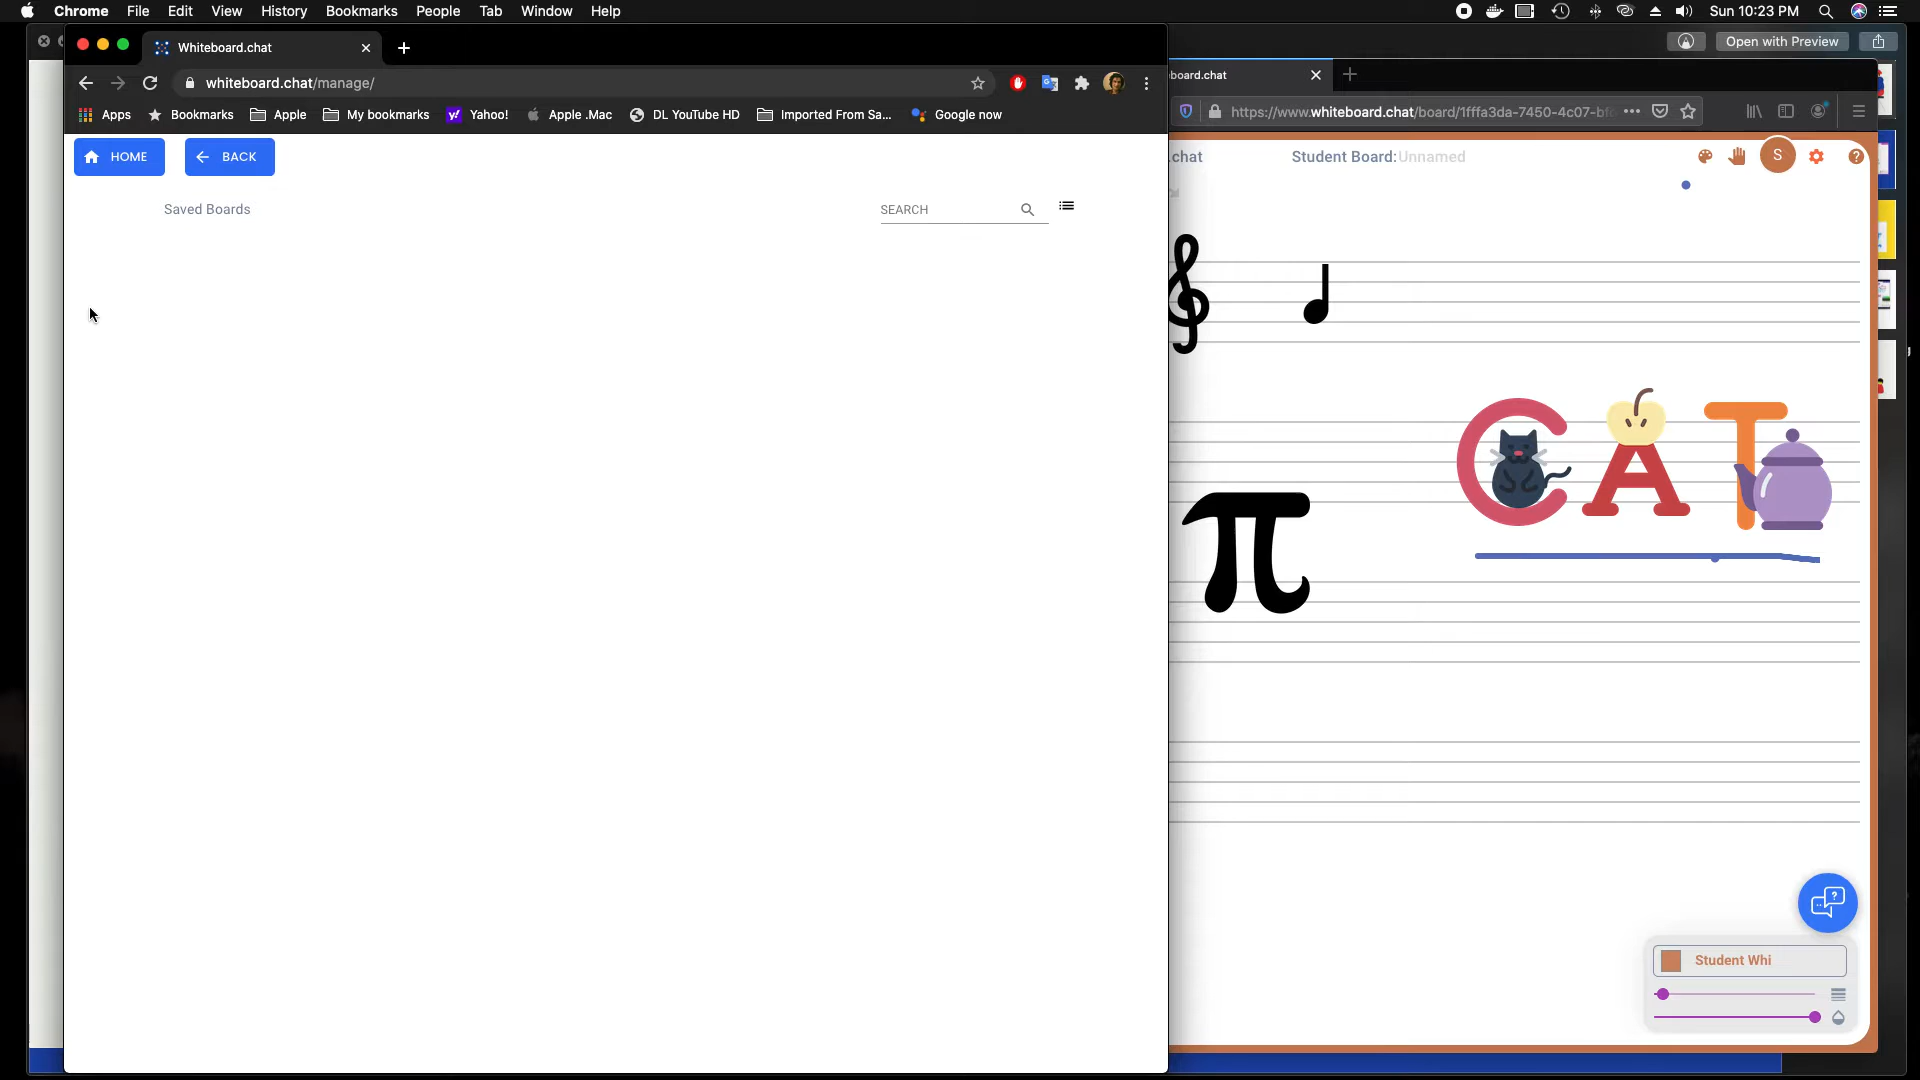 Chrome File Edit View History Bookmarks People Tab Window Help Sun 10:23 PM
Whiteboard.chat
Open with Preview
whiteboard.chat/manage/
board.chat
Apps Bookmarks Apple My bookmarks Yahoo! Apple .Mac DL YouTube HD Imported From Sa... Google now
https://www.whiteboard.chat/board/1fffa3da-7450-4c07-bf
HOME BACK
.chat Student Board: Unnamed S ?
Saved Boards SEARCH
π
CAT
?
Student Whi